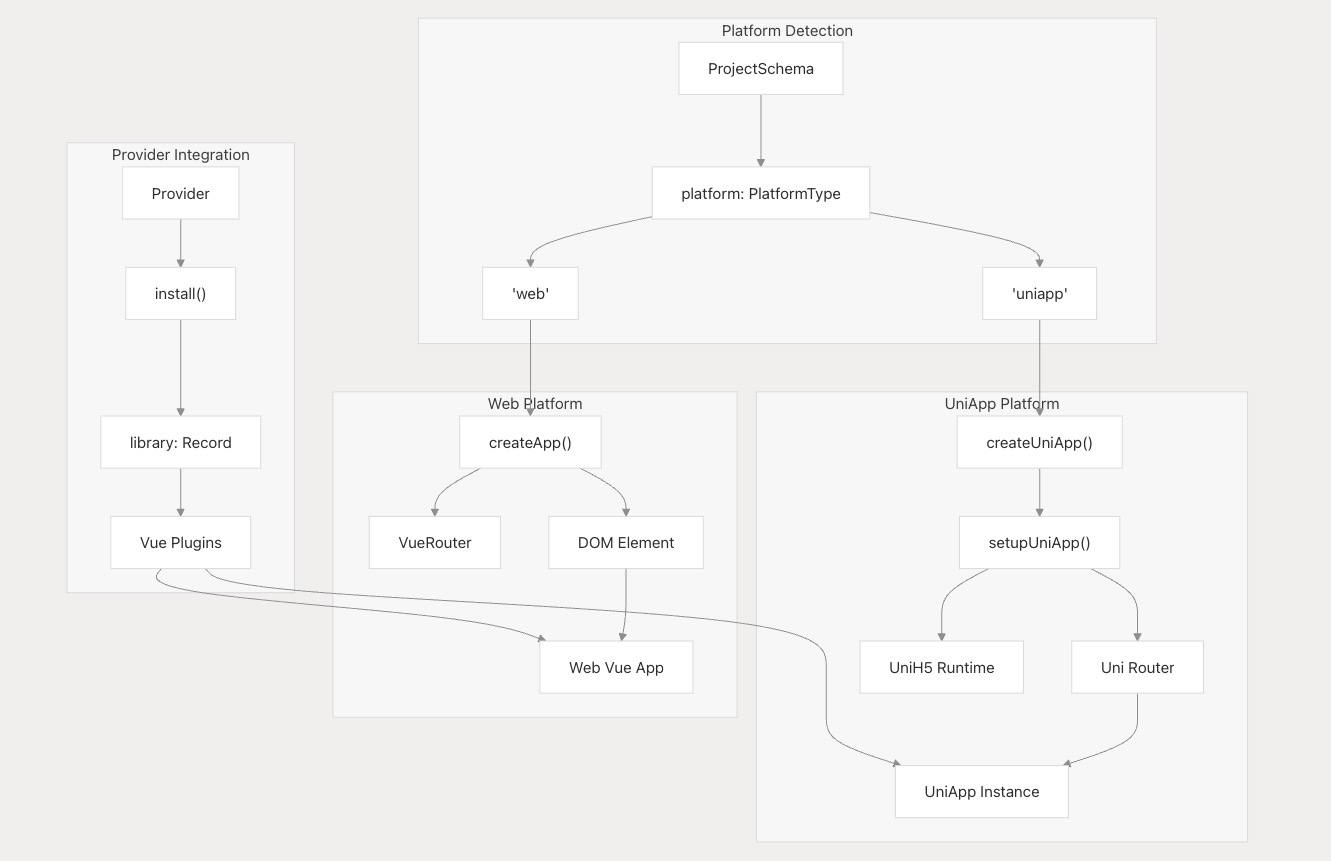 Platform Detection
ProjectSchema
platform: PlatformType
'web'
'uniapp'
Provider Integration
Provider
install()
library: Record
Vue Plugins
Web Platform
createApp()
VueRouter
DOM Element
Web Vue App
UniApp Platform
createUniApp()
setupUniApp()
UniH5 Runtime
Uni Router
UniApp Instance